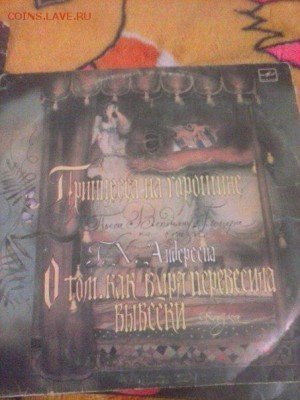 COINS.LAVE.RU
Принцесса на горошине
Г. Х. Андерсена
О том, как буря перевесила
вывески